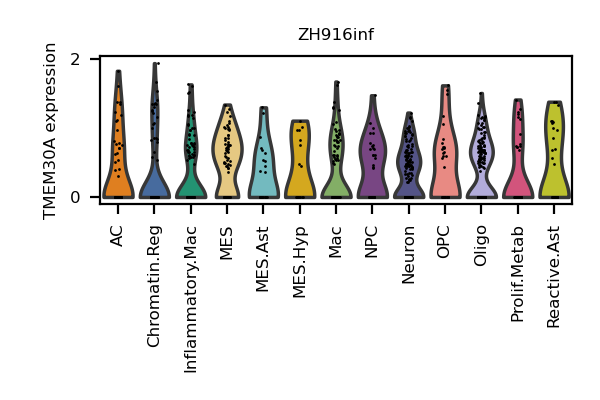 ZH916inf
TMEM30A expression
2
0
AC
Chromatin.Reg
Inflammatory.Mac
MES
MES.Ast
MES.Hyp
Mac
NPC
Neuron
OPC
Oligo
Prolif.Metab
Reactive.Ast